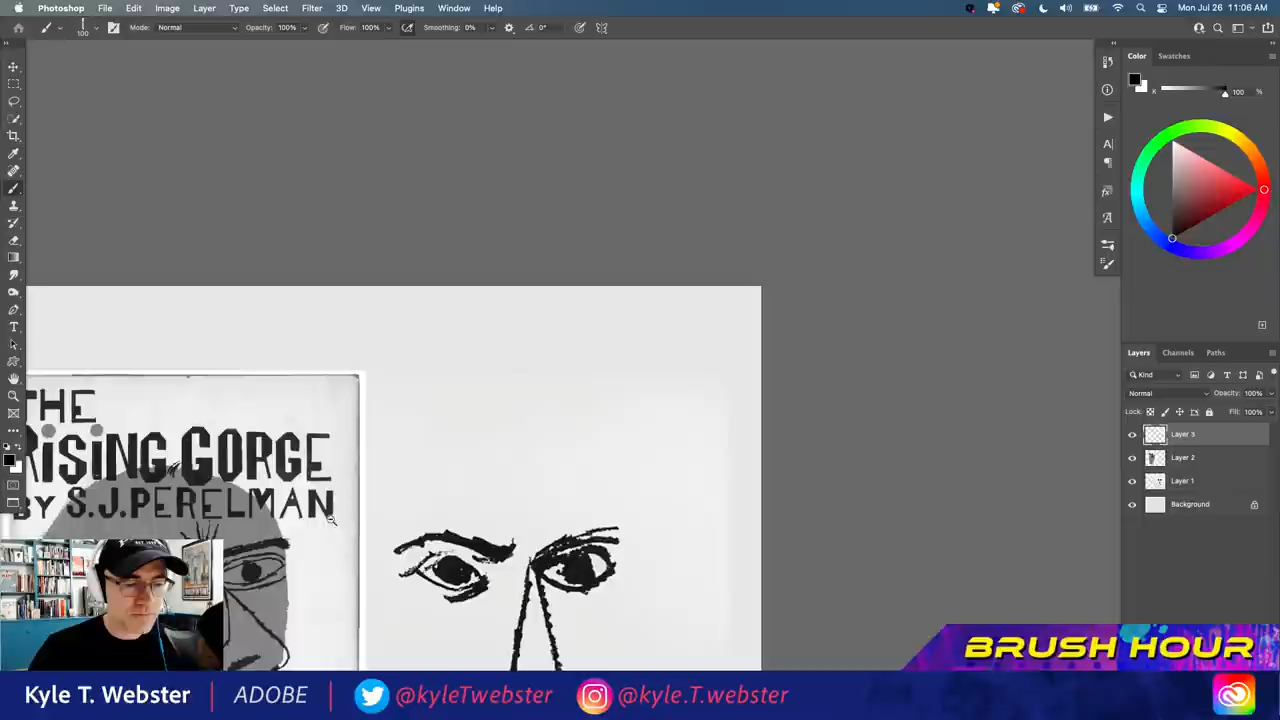 Photoshop File Edit Image Layer Type Select Filter 3D View Plugins Window Help
Mon Jul 26 11:06 AM
100 Mode: Normal Opacity: 100% Flow: 100% Smoothing: 0% 0°
Color Swatches
K 100 %
THE
RiSiNG GORGE
BY S.J. PERELMAN
Layers Channels Paths
Kind
Normal Opacity: 100%
Lock: Fill: 100%
Layer 3
Layer 2
Layer 1
Background
BRUSH HOUR
Kyle T. Webster | ADOBE | @kyleTwebster @kyle.T.webster